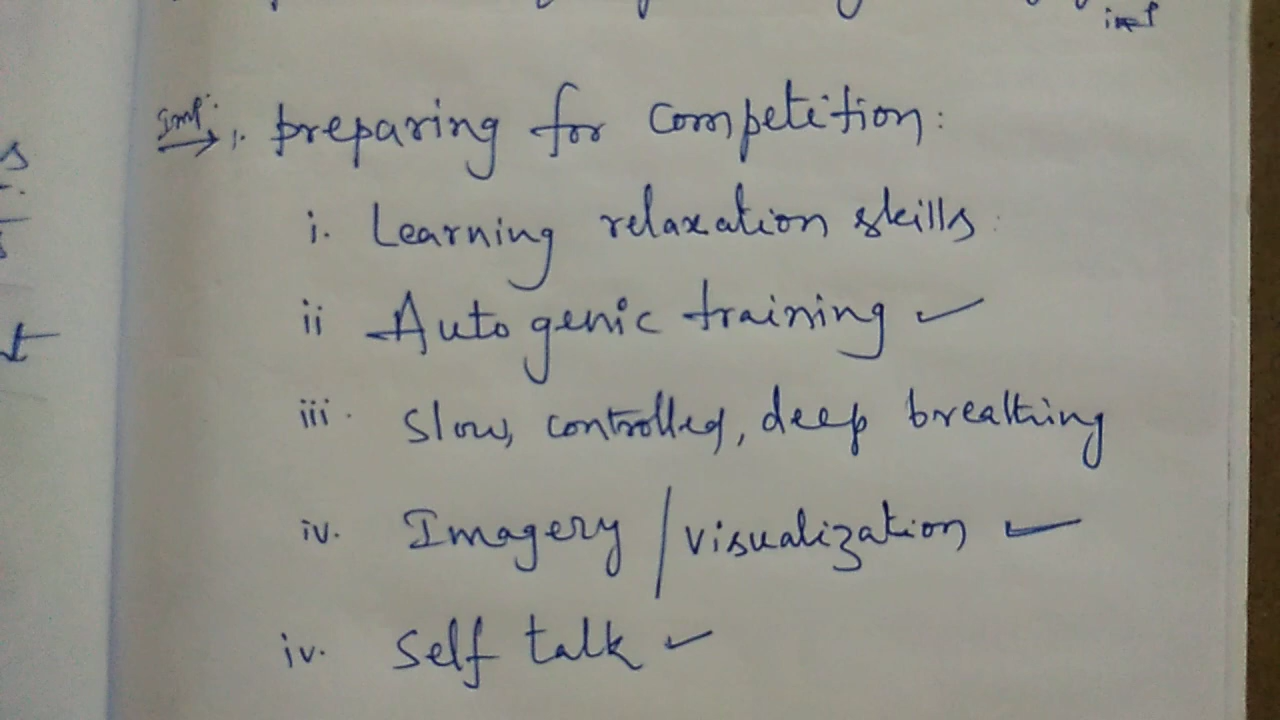 imp
Imp: 1. preparing for competition:
i. Learning relaxation skills
ii Autogenic training ✓
iii. Slow, controlled, deep breathing
iv. Imagery / visualization ✓
iv. Self talk ✓